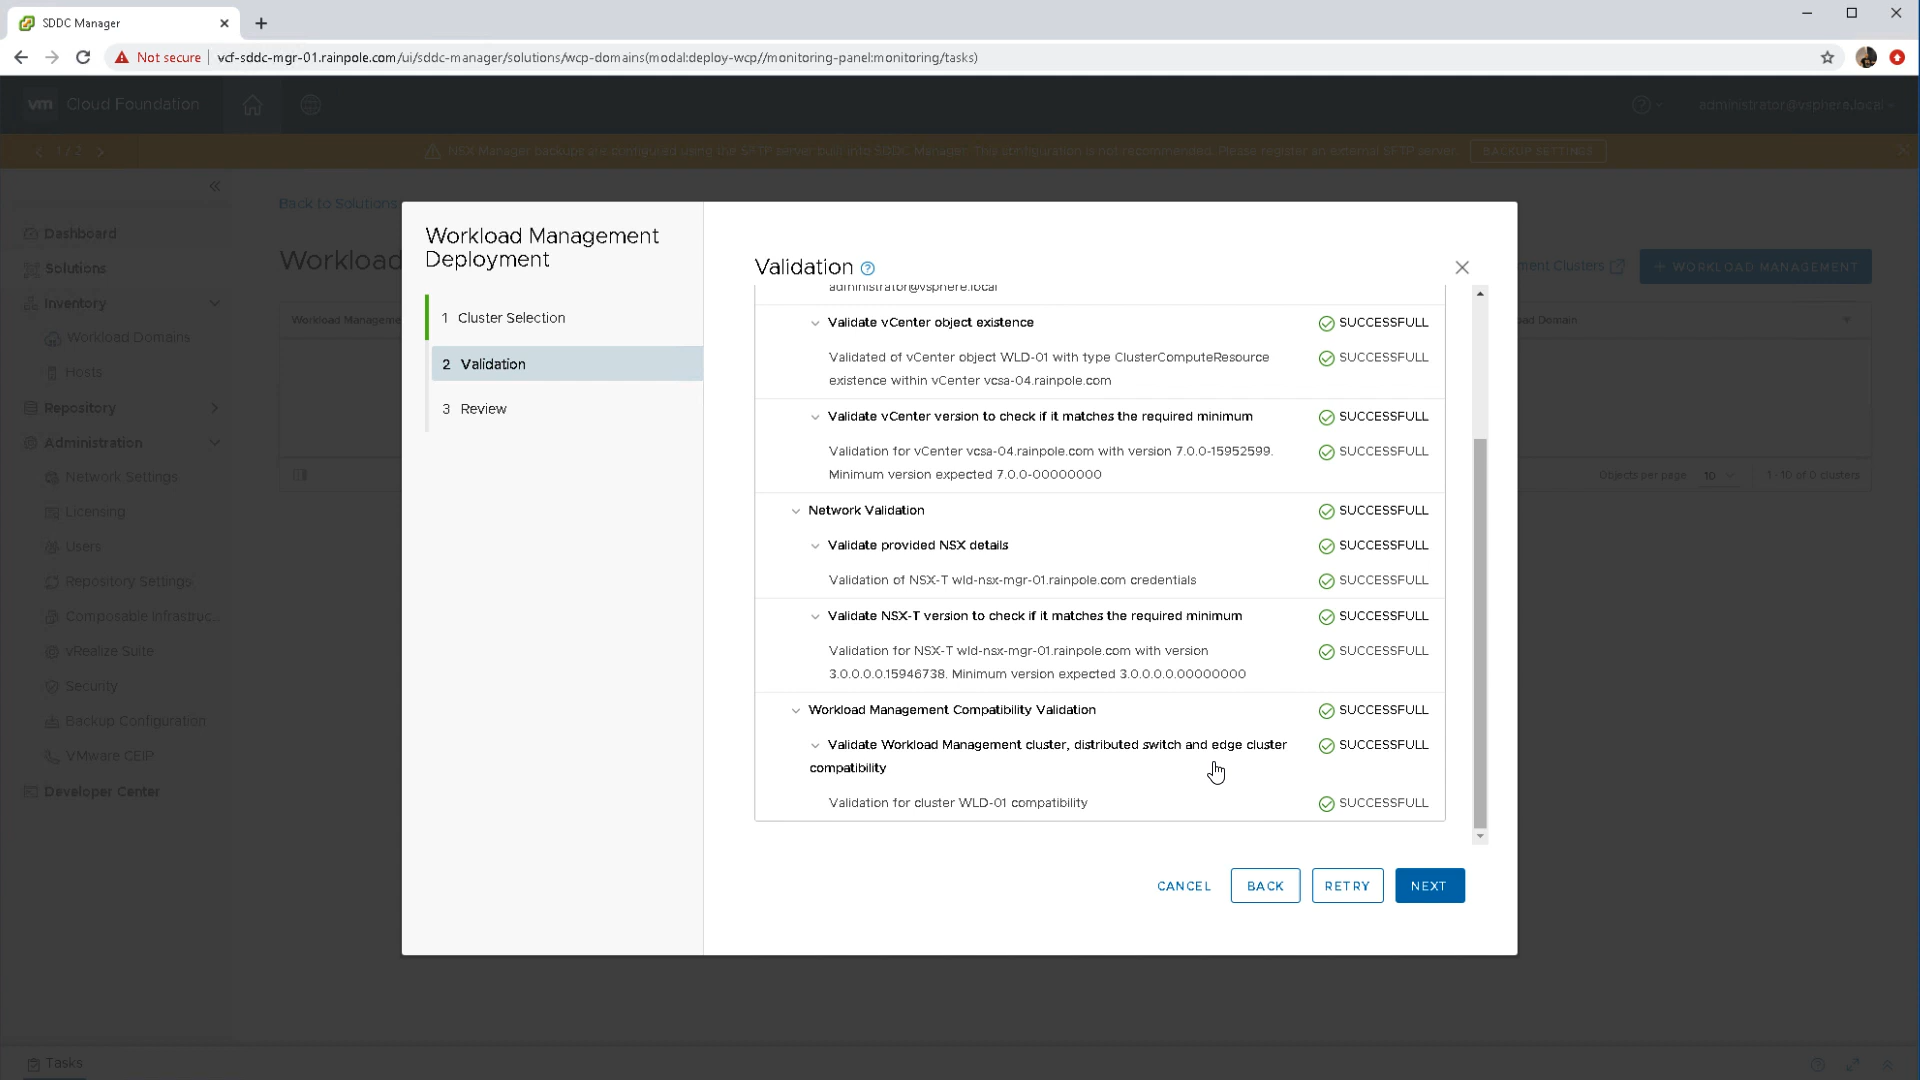 SDDC Manager
Not secure
vcf-sddc-mgr-01.rainpole.com/ui/sddc-manager/solutions/wcp-domains(modal:deploy-wcp//monitoring-panel:monitoring/tasks)
vm Cloud Foundation
administrator@vsphere.local
1 / 2
NSX Manager backups are configured using the SFTP server built into SDDC Manager. This configuration is not recommended. Please register an external SFTP server.
BACKUP SETTINGS
Back to Solutions
Dashboard
Solutions
Inventory
Workload Domains
Hosts
Repository
Administration
Network Settings
Licensing
Users
Repository Settings
Composable Infrastruc...
vRealize Suite
Security
Backup Configuration
VMware CEIP
Developer Center
Workload
ment Clusters
+ WORKLOAD MANAGEMENT
Workload Manageme
ad Domain
Objects per page 10
1 - 10 of 0 clusters
Workload Management
Deployment
1 Cluster Selection
2 Validation
3 Review
Validation
administrator@vsphere.local
Validate vCenter object existence SUCCESSFULL
Validated of vCenter object WLD-01 with type ClusterComputeResource SUCCESSFULL
existence within vCenter vcsa-04.rainpole.com
Validate vCenter version to check if it matches the required minimum SUCCESSFULL
Validation for vCenter vcsa-04.rainpole.com with version 7.0.0-15952599. SUCCESSFULL
Minimum version expected 7.0.0-00000000
Network Validation SUCCESSFULL
Validate provided NSX details SUCCESSFULL
Validation of NSX-T wld-nsx-mgr-01.rainpole.com credentials SUCCESSFULL
Validate NSX-T version to check if it matches the required minimum SUCCESSFULL
Validation for NSX-T wld-nsx-mgr-01.rainpole.com with version SUCCESSFULL
3.0.0.0.0.15946738. Minimum version expected 3.0.0.0.0.00000000
Workload Management Compatibility Validation SUCCESSFULL
Validate Workload Management cluster, distributed switch and edge cluster SUCCESSFULL
compatibility
Validation for cluster WLD-01 compatibility SUCCESSFULL
CANCEL BACK RETRY NEXT
Tasks